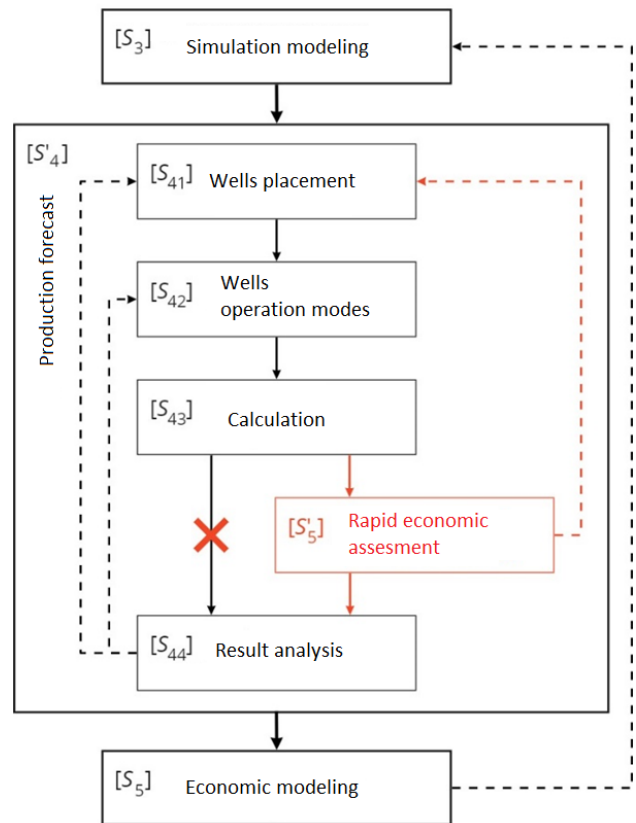 [S3] Simulation modeling
[S'4]
Production forecast
[S41] Wells placement
[S42] Wells
operation modes
[S43] Calculation
[S'5] Rapid economic
assesment
[S44] Result analysis
[S5] Economic modeling